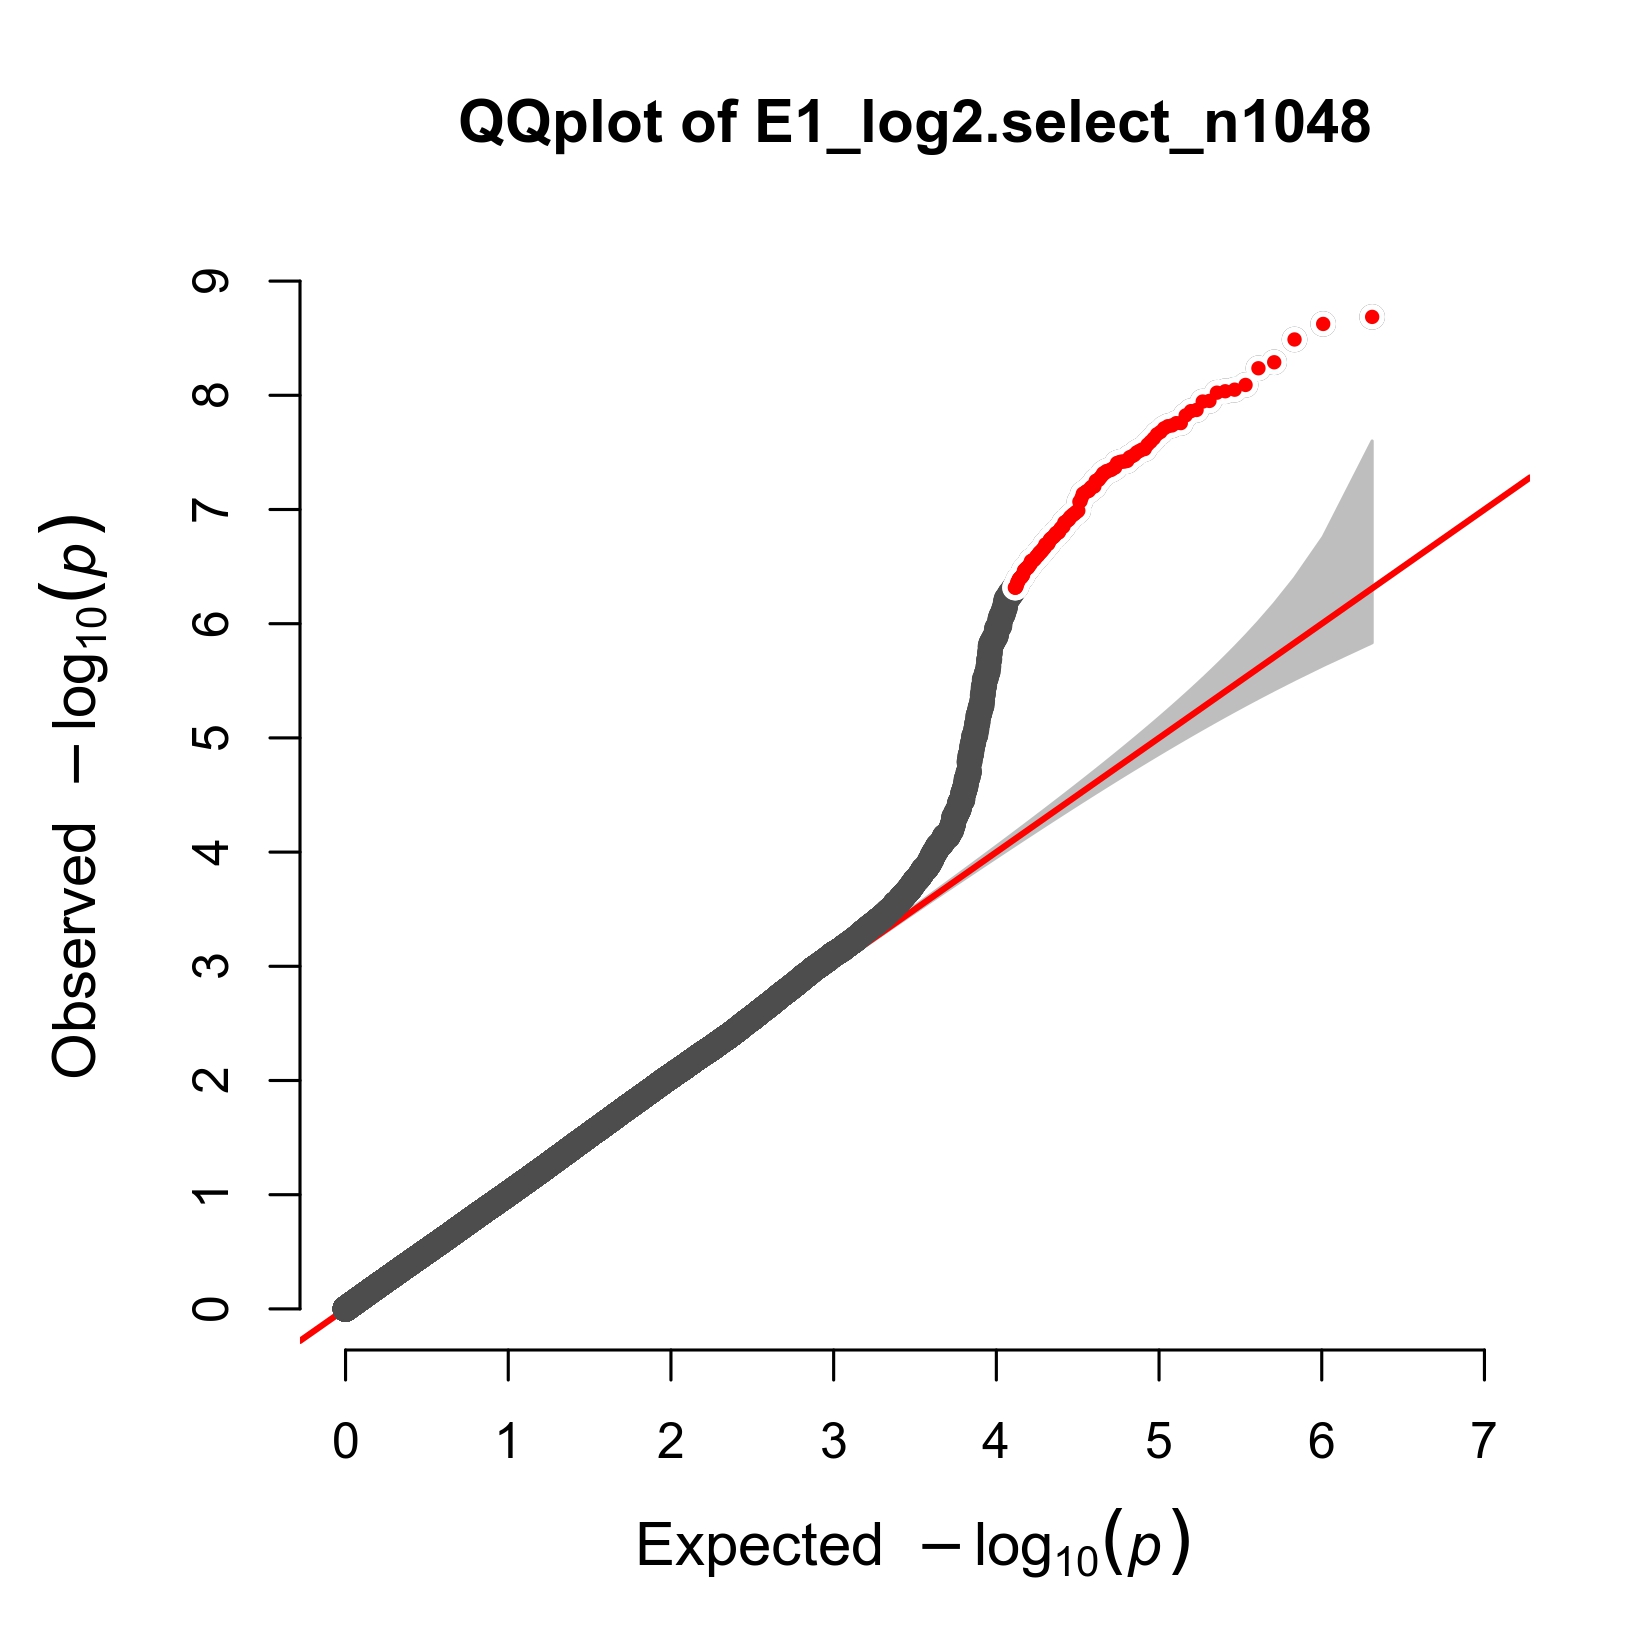 QQplot of E1_log2.select_n1048
9
8
7
6
5
4
3
2
1
0
Observed −log10(p)
0 1 2 3 4 5 6 7
Expected −log10(p)